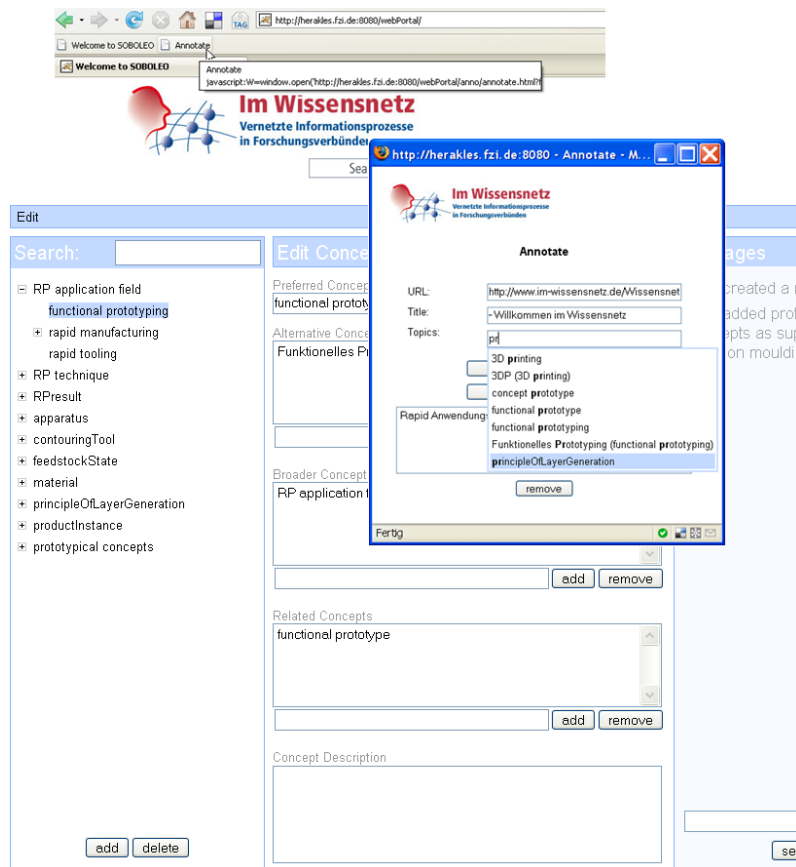 TAG
http://herakles.fzi.de:8080/webPortal/
Welcome to SOBOLEO Annotate
Welcome to SOBOLEO
Annotate
javascript:W=window.open('http://herakles.fzi.de:8080/webPortal/anno/annotate.html?
Im Wissensnetz
Vernetzte Informationsprozesse
in Forschungsverbünden
Sea
http://herakles.fzi.de:8080 - Annotate - M...
Im Wissensnetz
Vernetzte Informationsprozesse
in Forschungsverbünden
Annotate
URL: http://www.im-wissensnetz.de/Wissensnet
Title: - Willkommen im Wissensnetz
Topics: pr
3D printing
3DP (3D printing)
concept prototype
functional prototype
functional prototyping
Funktionelles Prototyping (functional prototyping)
principleOfLayerGeneration
Rapid Anwendung
remove
Fertig
Edit
Search:
RP application field
functional prototyping
rapid manufacturing
rapid tooling
RP technique
RPresult
apparatus
contouringTool
feedstockState
material
principleOfLayerGeneration
productInstance
prototypical concepts
add delete
Edit Conce
Preferred Concep
functional prototy
Alternative Conce
Funktionelles Pr
Broader Concept
RP application f
add remove
Related Concepts
functional prototype
add remove
Concept Description
ages
created a
added prof
epts as sup
on mouldi
se